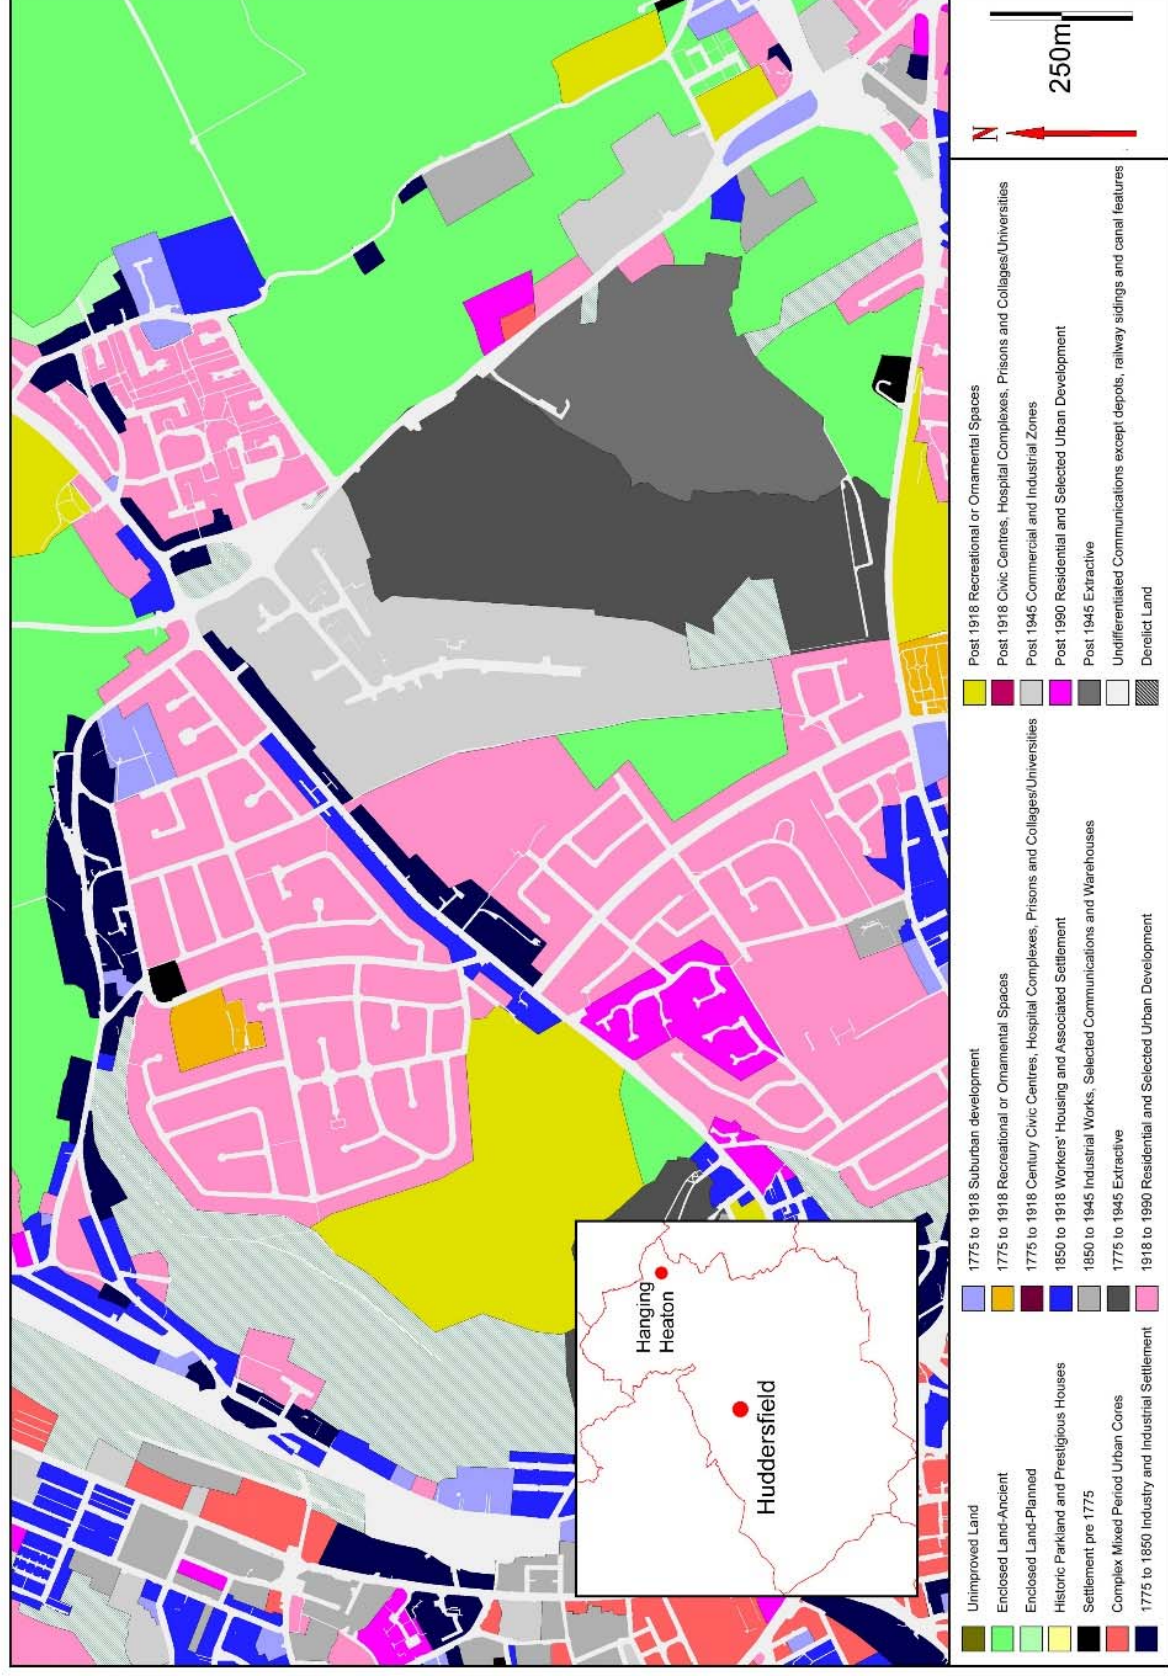 Hanging
Heaton
Huddersfield
Unimproved Land
Enclosed Land-Ancient
Enclosed Land-Planned
Historic Parkland and Prestigious Houses
Settlement pre 1775
Complex Mixed Period Urban Cores
1775 to 1850 Industry and Industrial Settlement
1775 to 1918 Suburban development
1775 to 1918 Recreational or Ornamental Spaces
1775 to 1918 Century Civic Centres, Hospital Complexes, Prisons and Collages/Universities
1850 to 1918 Workers' Housing and Associated Settlement
1850 to 1945 Industrial Works, Selected Communications and Warehouses
1775 to 1945 Extractive
1918 to 1990 Residential and Selected Urban Development
Post 1918 Recreational or Ornamental Spaces
Post 1918 Civic Centres, Hospital Complexes, Prisons and Collages/Universities
Post 1945 Commercial and Industrial Zones
Post 1990 Residential and Selected Urban Development
Post 1945 Extractive
Undifferentiated Communications except depots, railway sidings and canal features
Derelict Land
N
250m